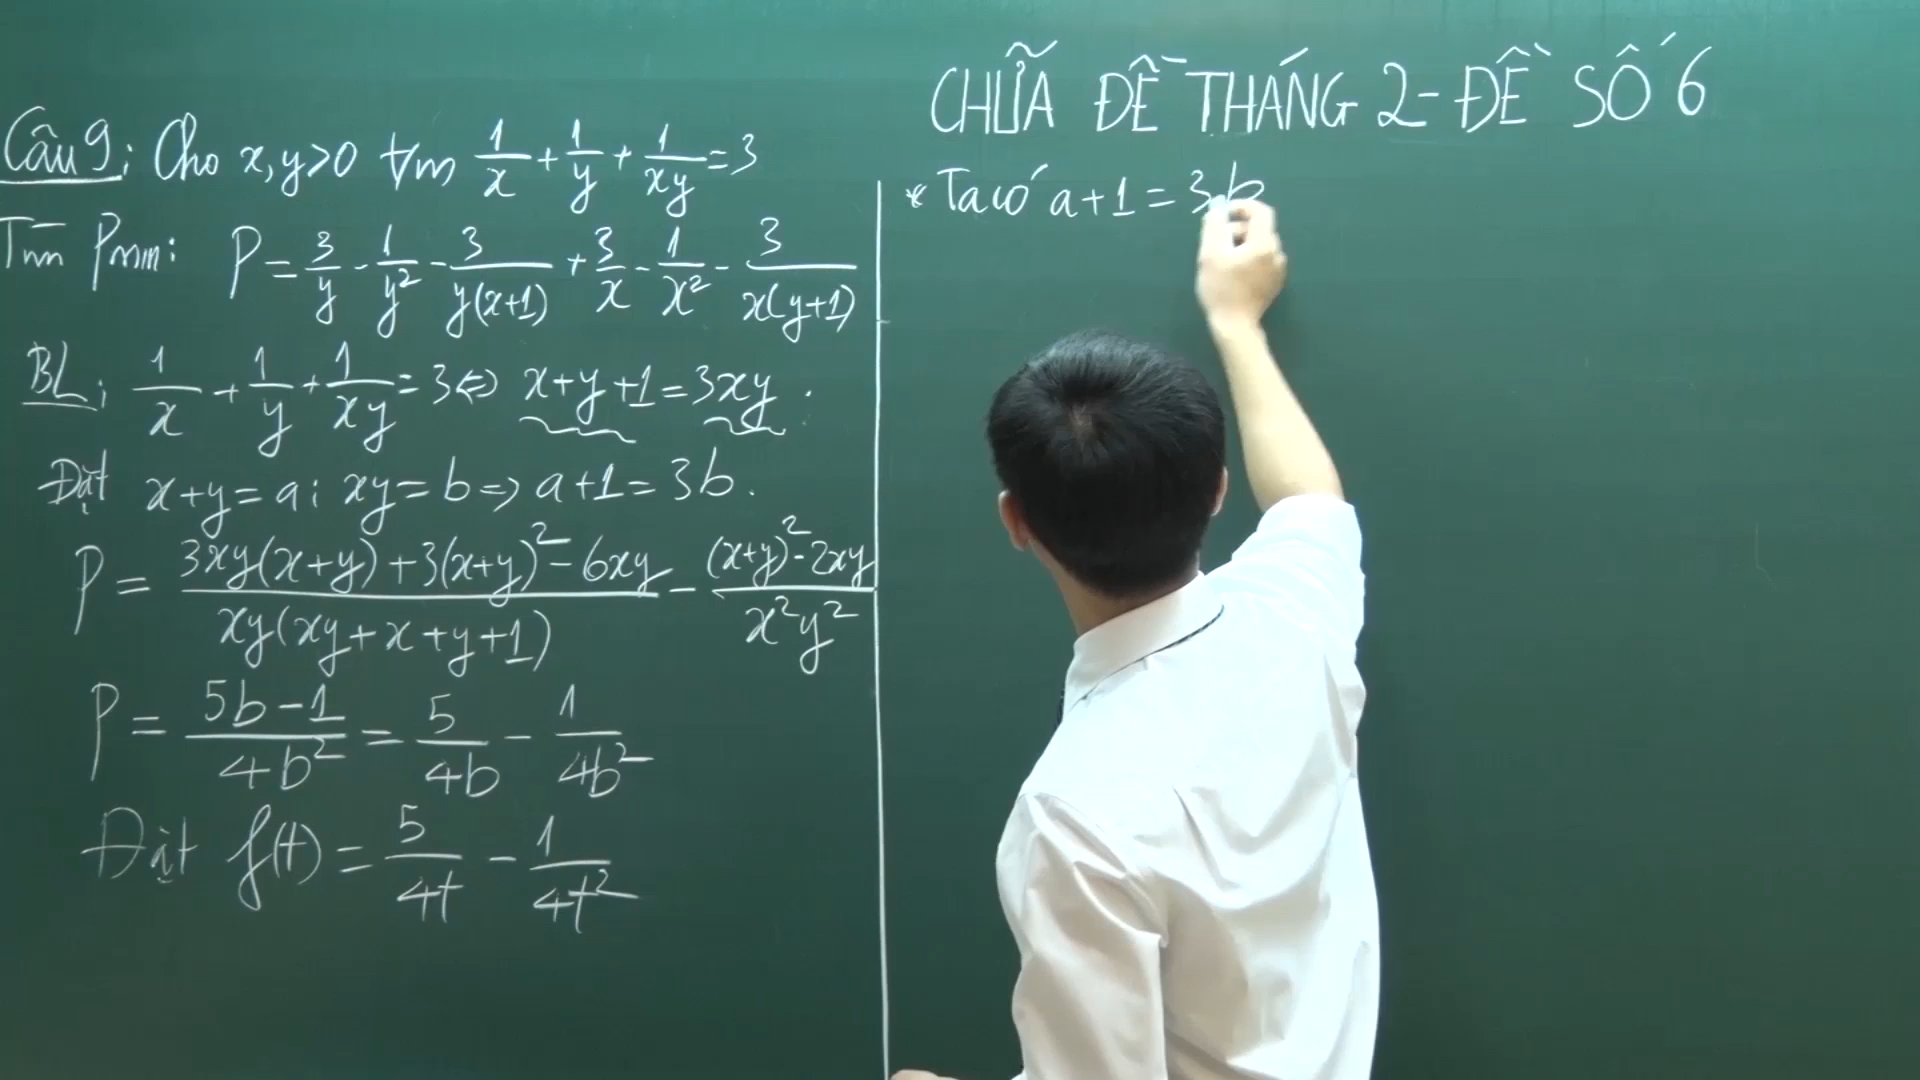 Câu 9: Cho x, y > 0 t/m 1/x + 1/y + 1/xy = 3
Tìm Pmin: P = 3/y - 1/y² - 3/(y(x+1)) + 3/x - 1/x² - 3/(x(y+1))
BL: 1/x + 1/y + 1/xy = 3 ⇔ x+y+1 = 3xy.
Đặt x+y = a; xy = b ⇒ a+1 = 3b.
P = (3xy(x+y) + 3(x+y)² - 6xy)/(xy(xy+x+y+1)) - ((x+y)² - 2xy)/(x²y²)
P = (5b-1)/(4b²) = 5/(4b) - 1/(4b²)
Đặt f(t) = 5/(4t) - 1/(4t²)
CHỮA ĐỀ THÁNG 2 - ĐỀ SỐ 6
* Ta có a+1 = 3b